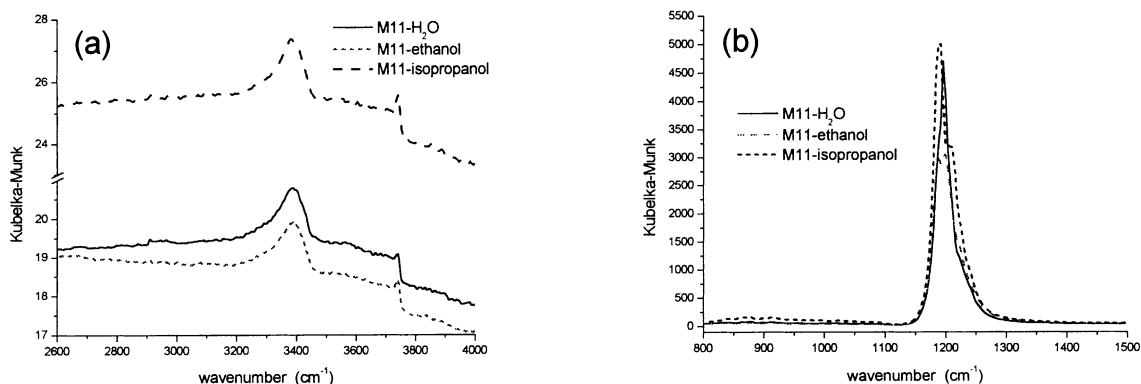 (a)
M11-H₂O
M11-ethanol
M11-isopropanol
Kubelka-Munk
28
27
26
25
24
20
19
18
17
2600 2800 3000 3200 3400 3600 3800 4000
wavenumber (cm⁻¹)
(b)
M11-H₂O
M11-ethanol
M11-isopropanol
Kubelka-Munk
5500
5000
4500
4000
3500
3000
2500
2000
1500
1000
500
0
800 900 1000 1100 1200 1300 1400 1500
wavenumber (cm⁻¹)